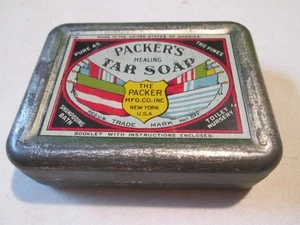 MADE IN THE UNITED STATES OF AMERICA
PURE AS
THE PINES
PACKER'S
HEALING
TAR SOAP
THE
PACKER
MFG.CO.INC
NEW YORK
U.S.A.
TRADE MARK
SHAMPOOING
BATH
TOILET
NURSERY
BOOKLET WITH INSTRUCTIONS ENCLOSED.